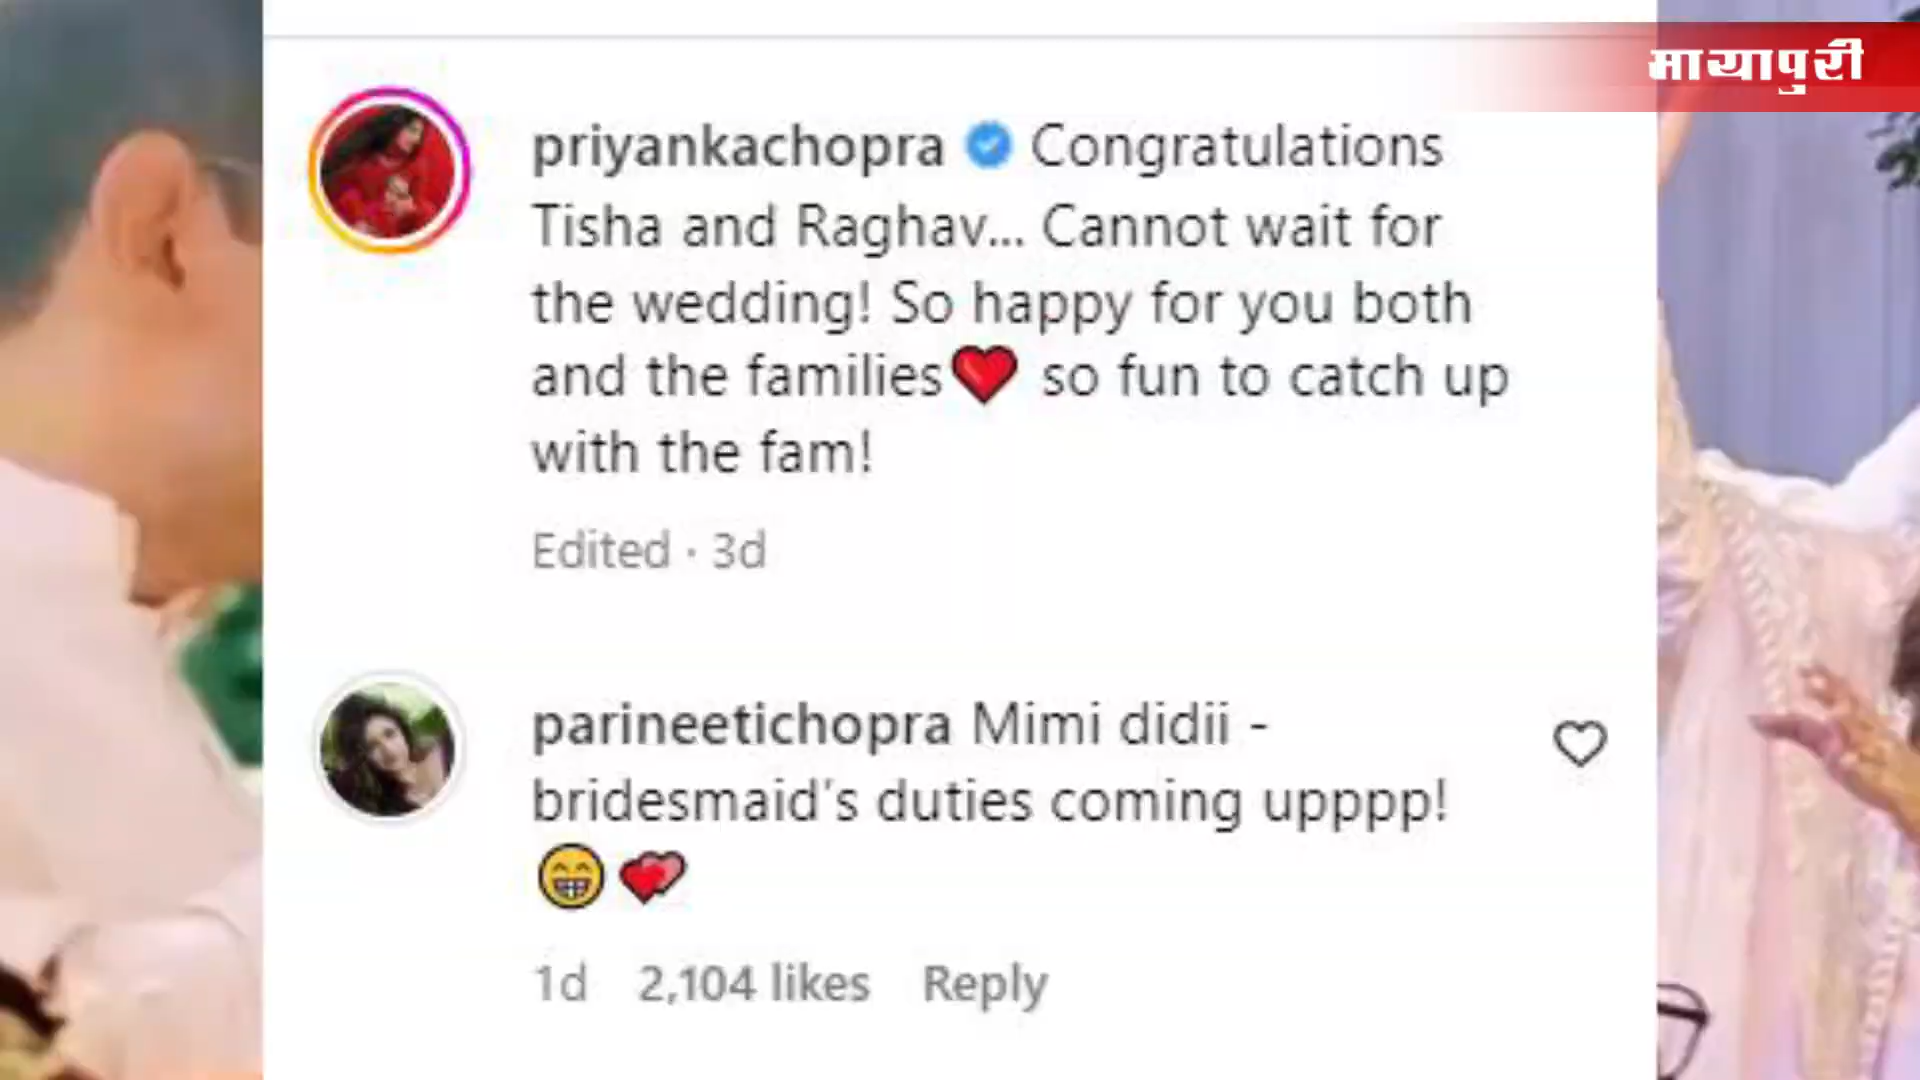 मायापुरी
priyankachopra Congratulations
Tisha and Raghav... Cannot wait for
the wedding! So happy for you both
and the families❤️ so fun to catch up
with the fam!
Edited · 3d
parineetichopra Mimi didii -
bridesmaid's duties coming upppp!
😁💕
1d 2,104 likes Reply